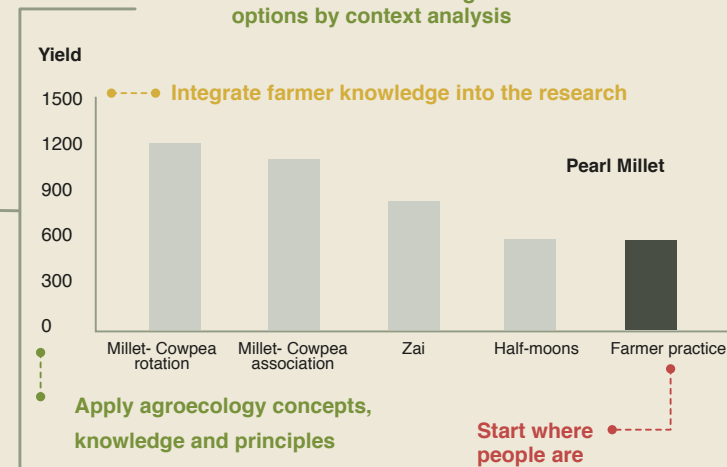 options by context analysis
Yield
1500
Integrate farmer knowledge into the research
1200
Pearl Millet
900
600
300
0
Millet- Cowpea
rotation
Millet- Cowpea
association
Zai
Half-moons
Farmer practice
Apply agroecology concepts,
knowledge and principles
Start where
people are